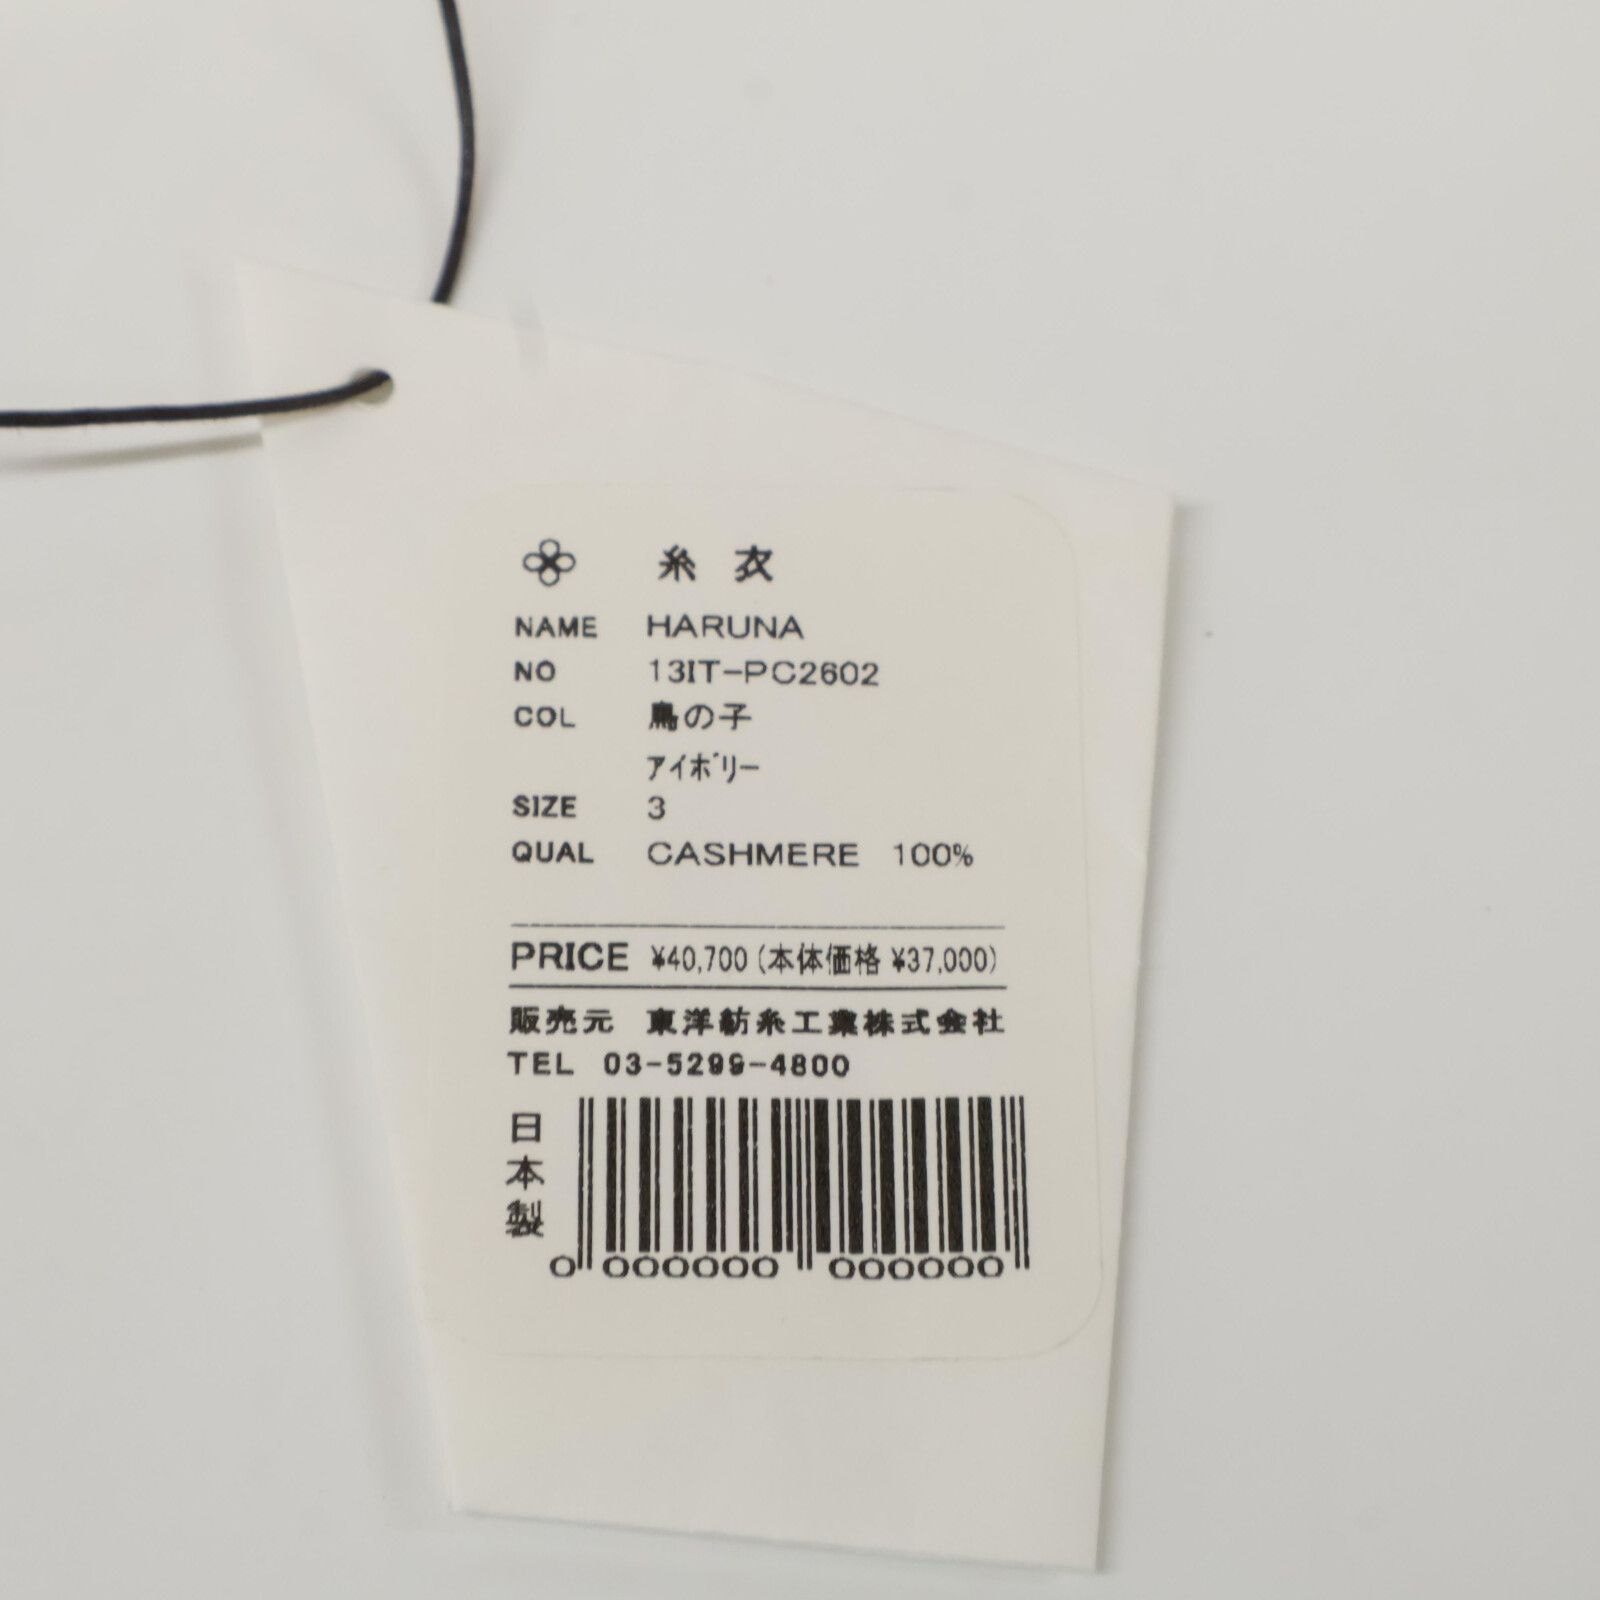 糸 衣
NAME HARUNA
NO 13IT-PC2602
COL 鳥の子
ｱｲﾎﾞﾘｰ
SIZE 3
QUAL CASHMERE 100%
PRICE ¥40,700 (本体価格 ¥37,000)
販売元 東洋紡糸工業株式会社
TEL 03-5299-4800
日本製
0 000000 000000